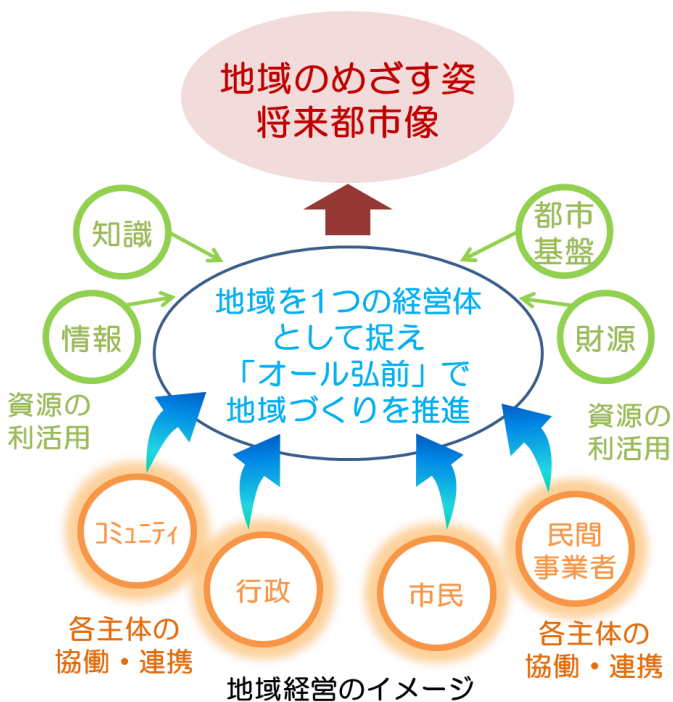 地域のめざす姿
将来都市像
知識
都市
基盤
情報
財源
地域を1つの経営体
として捉え
「オール弘前」で
地域づくりを推進
資源の
利活用
資源の
利活用
コミュニティ
行政
市民
民間
事業者
各主体の
協働・連携
各主体の
協働・連携
地域経営のイメージ